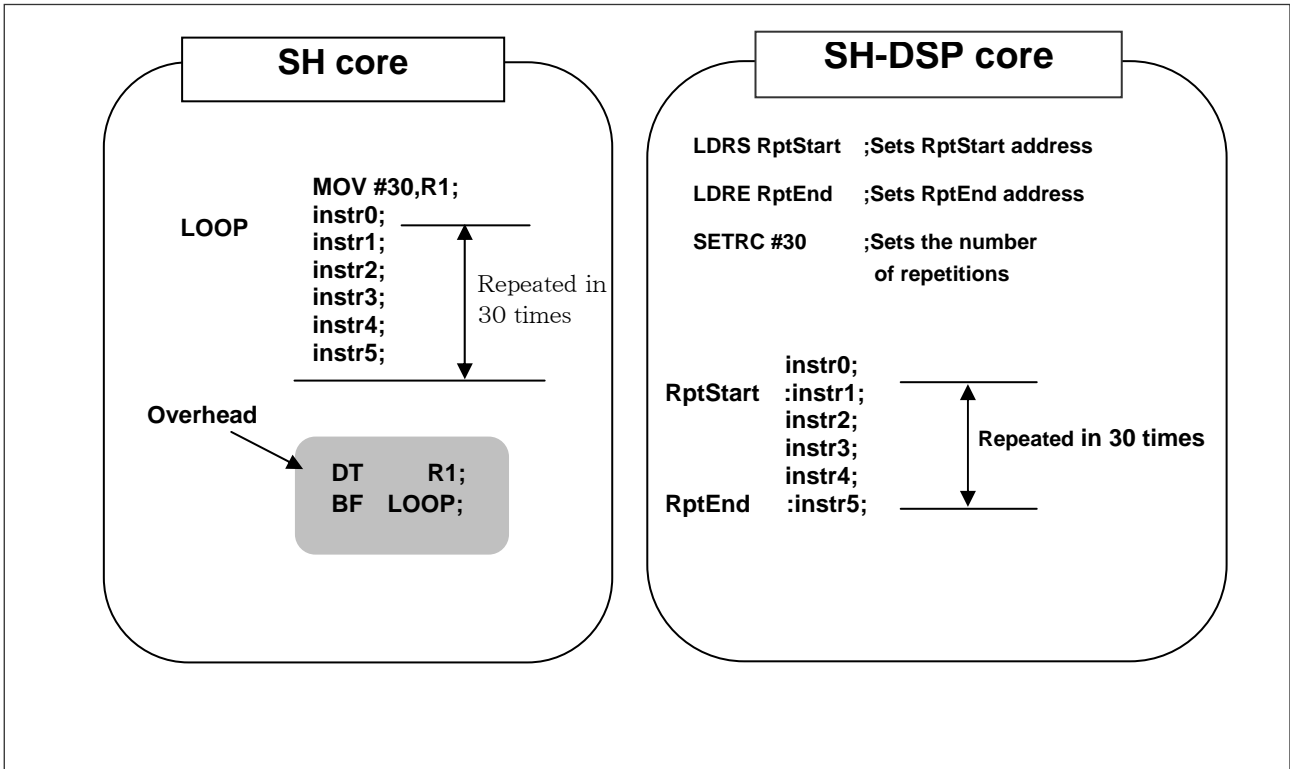 SH core
MOV #30,R1;
instr0;
LOOP instr1;
instr2;
instr3;
instr4;
instr5;
Repeated in
30 times
Overhead
DT R1;
BF LOOP;
SH-DSP core
LDRS RptStart ;Sets RptStart address
LDRE RptEnd ;Sets RptEnd address
SETRC #30 ;Sets the number
of repetitions
instr0;
RptStart :instr1;
instr2;
instr3;
instr4;
RptEnd :instr5;
Repeated in 30 times